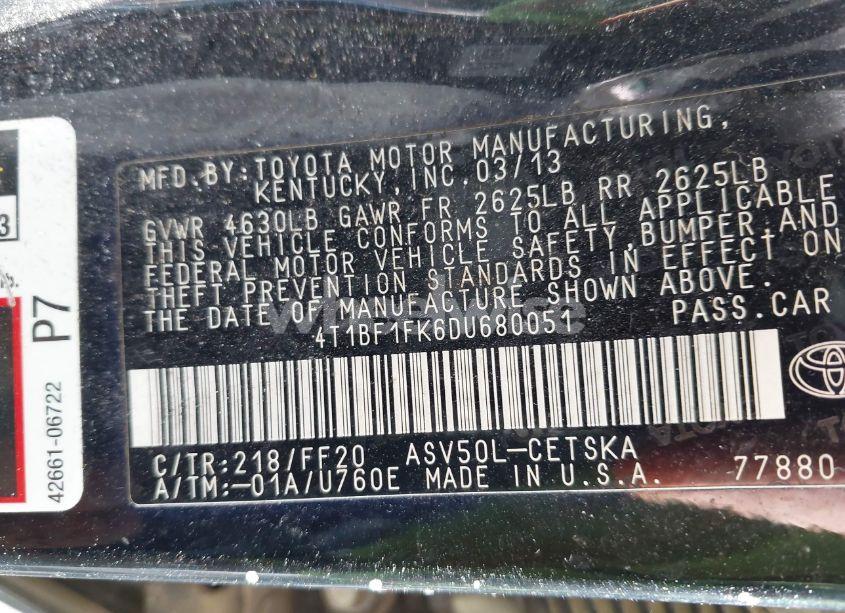 MFD.BY:TOYOTA MOTOR MANUFACTURING,
KENTUCKY,INC.03/13
GVWR 4630LB GAWR FR 2625LB RR 2625LB
THIS VEHICLE CONFORMS TO ALL APPLICABLE
FEDERAL MOTOR VEHICLE SAFETY,BUMPER,AND
THEFT PREVENTION STANDARDS IN EFFECT ON
THE DATE OF MANUFACTURE SHOWN ABOVE.
4T1BF1FK6DU680051 PASS.CAR
C/TR:218/FF20 ASV50L-CETSKA
A/TM:-01A/U760E MADE IN U.S.A. 77880
42661-06722
P7
3